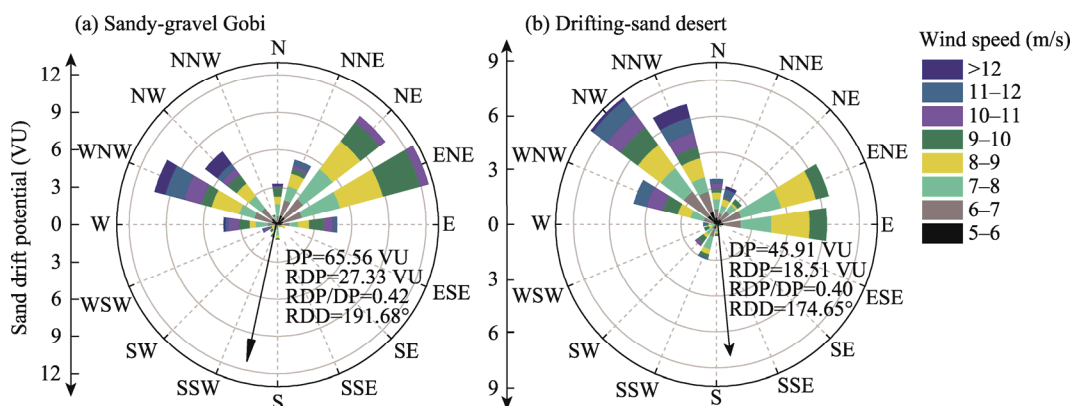 (a) Sandy-gravel Gobi
(b) Drifting-sand desert
Wind speed (m/s)
>12
11–12
10–11
9–10
8–9
7–8
6–7
5–6
Sand drift potential (VU)
12
9
6
3
0
3
6
9
12
N
NNE
NE
ENE
E
ESE
SE
SSE
S
SSW
SW
WSW
W
WNW
NW
NNW
DP=65.56 VU
RDP=27.33 VU
RDP/DP=0.42
RDD=191.68°
9
6
3
0
3
6
9
N
NNE
NE
ENE
E
ESE
SE
SSE
S
SSW
SW
WSW
W
WNW
NW
NNW
DP=45.91 VU
RDP=18.51 VU
RDP/DP=0.40
RDD=174.65°